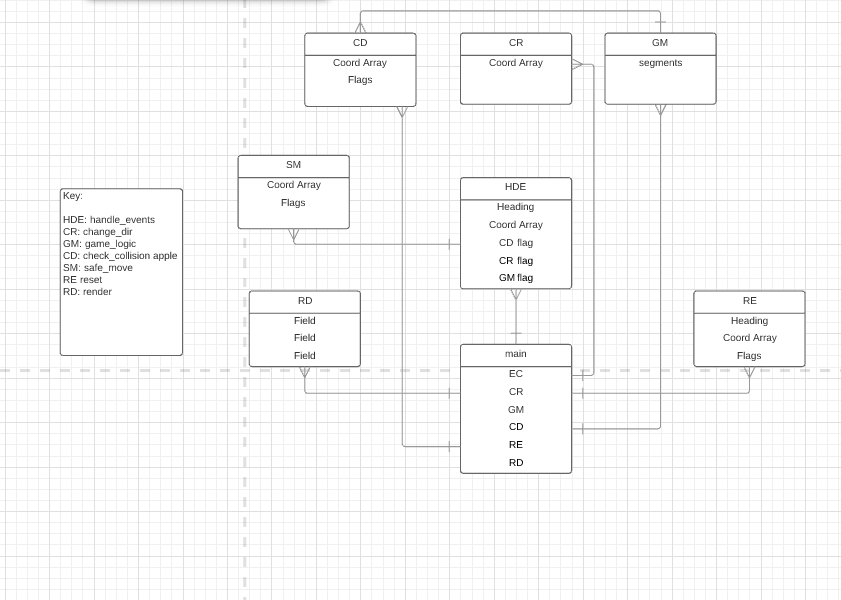 CD
Coord Array
Flags
CR
Coord Array
GM
segments
SM
Coord Array
Flags
HDE
Heading
Coord Array
CD flag
CR flag
GM flag
Key:
HDE: handle_events
CR: change_dir
GM: game_logic
CD: check_collision apple
SM: safe_move
RE reset
RD: render
RD
Field
Field
Field
RE
Heading
Coord Array
Flags
main
EC
CR
GM
CD
RE
RD